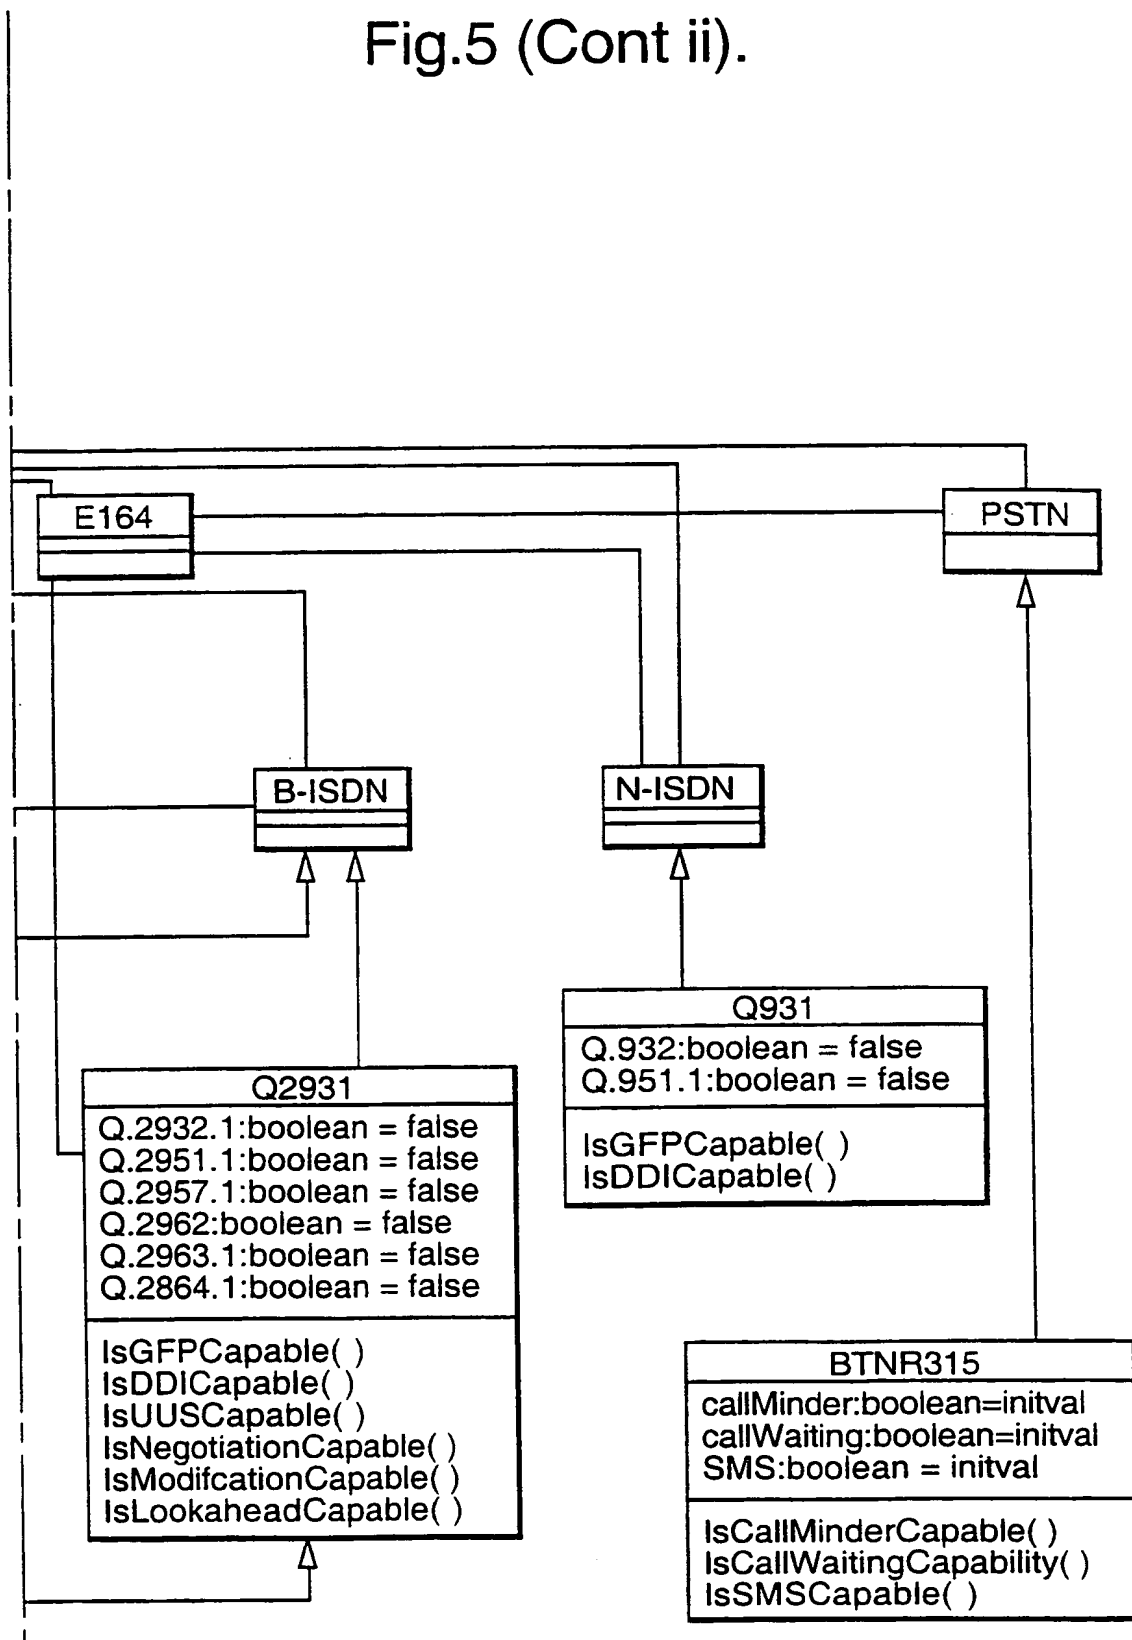 Fig.5 (Cont ii).
E164
PSTN
B-ISDN
N-ISDN
Q931
Q.932:boolean = false
Q.951.1:boolean = false
IsGFPCapable( )
IsDDICapable( )
Q2931
Q.2932.1:boolean = false
Q.2951.1:boolean = false
Q.2957.1:boolean = false
Q.2962:boolean = false
Q.2963.1:boolean = false
Q.2864.1:boolean = false
IsGFPCapable( )
IsDDICapable( )
IsUUSCapable( )
IsNegotiationCapable( )
IsModifcationCapable( )
IsLookaheadCapable( )
BTNR315
callMinder:boolean=initval
callWaiting:boolean=initval
SMS:boolean = initval
IsCallMinderCapable( )
IsCallWaitingCapability( )
IsSMSCapable( )